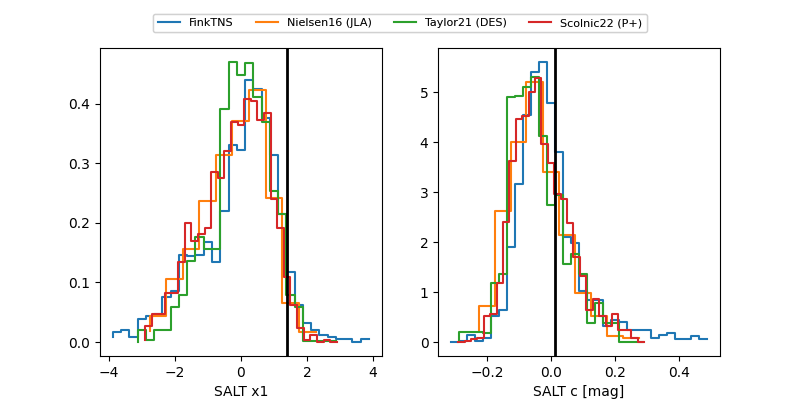 FinkTNS Nielsen16 (JLA) Taylor21 (DES) Scolnic22 (P+)
0.4
0.3
0.2
0.1
0.0
−4 −2 0 2 4
SALT x1
5
4
3
2
1
0
−0.2 0.0 0.2 0.4
SALT c [mag]